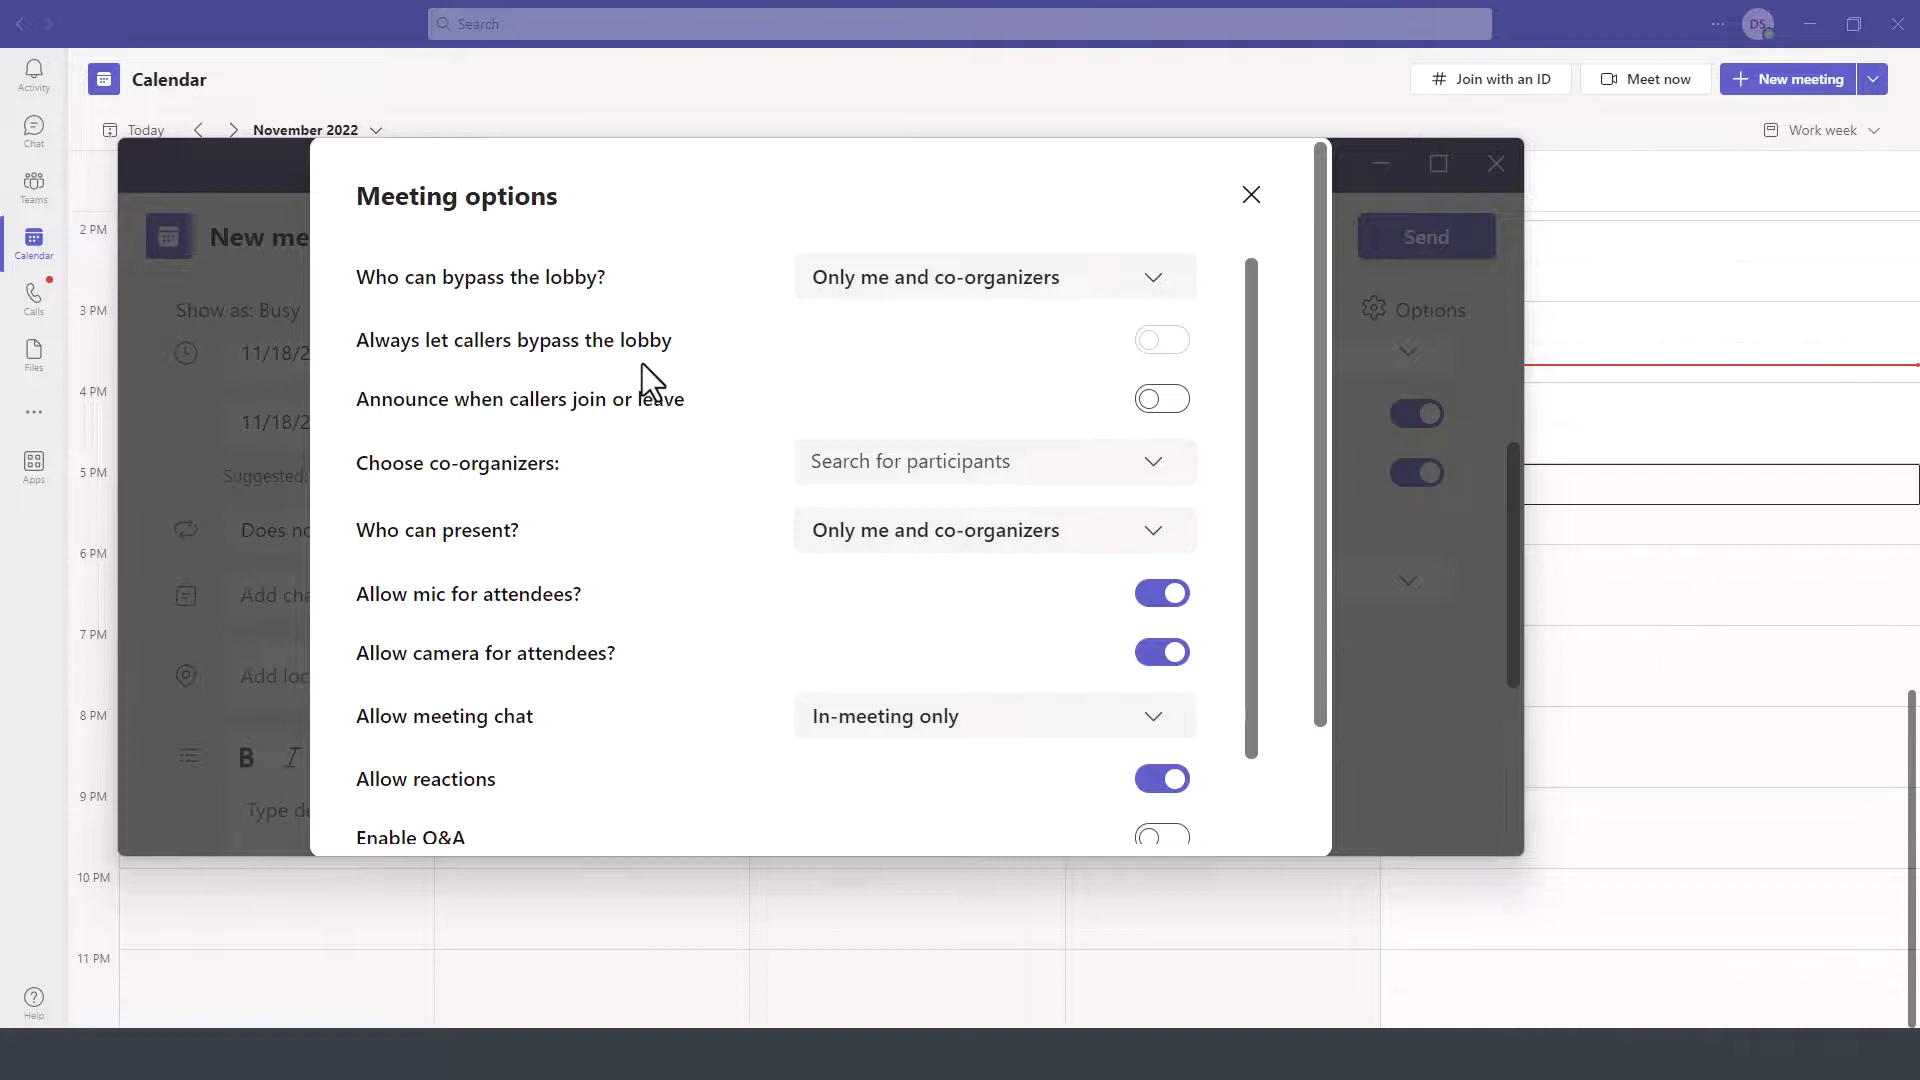 Search
DS
Activity
Chat
Teams
Calendar
Calls
Files
Apps
Help
Calendar
Join with an ID
Meet now
New meeting
Today
November 2022
Work week
2 PM
3 PM
4 PM
5 PM
6 PM
7 PM
8 PM
9 PM
10 PM
11 PM
New me
Send
Show as: Busy
Options
11/18/2
11/18/2
Suggested:
Does no
Add cha
Add loc
B I
Type de
Meeting options
Who can bypass the lobby? Only me and co-organizers
Always let callers bypass the lobby
Announce when callers join or leave
Choose co-organizers: Search for participants
Who can present? Only me and co-organizers
Allow mic for attendees?
Allow camera for attendees?
Allow meeting chat In-meeting only
Allow reactions
Enable Q&A